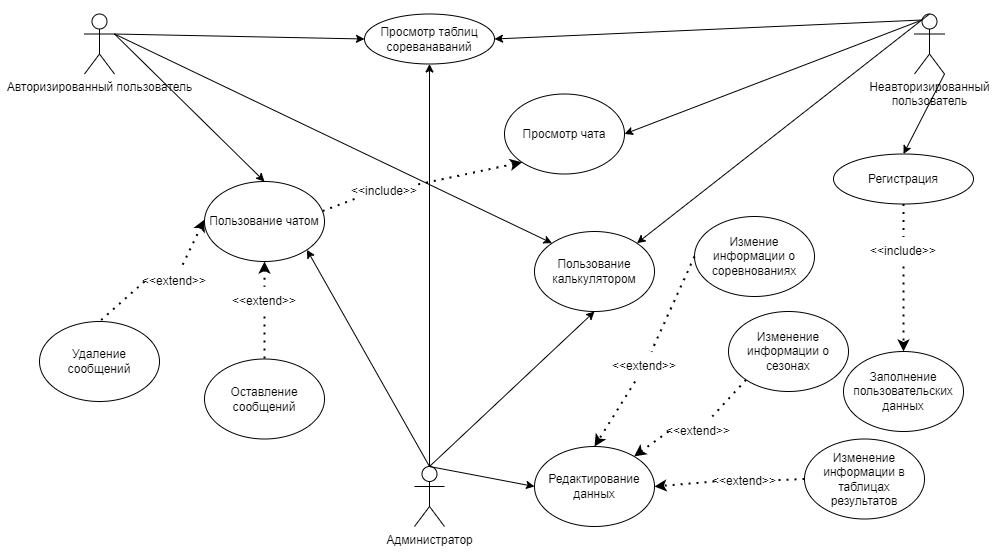 Просмотр таблиц
сореванаваний
Авторизированный пользователь
Неавторизированный
пользователь
Просмотр чата
Регистрация
<<include>>
Пользование чатом
Измение
информации о
соревнованиях
<<include>>
Пользование
калькулятором
<<extend>>
<<extend>>
Удаление
сообщений
Изменение
информации о
сезонах
<<extend>>
Оставление
сообщений
Заполнение
пользовательских
данных
<<extend>>
Редактирование
данных
<<extend>>
Изменение
информации в
таблицах
результатов
Администратор